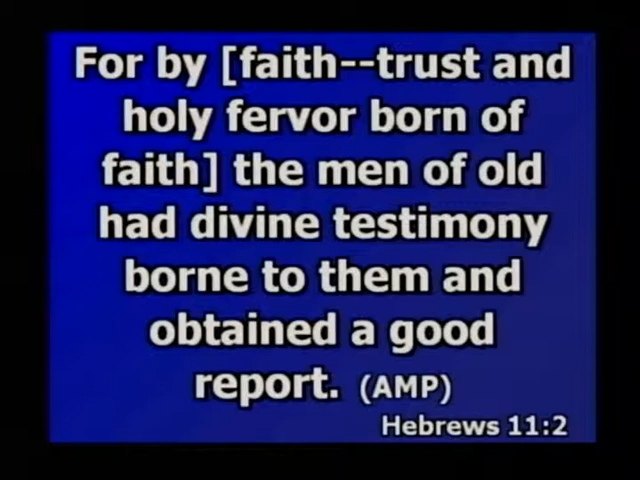 For by [faith--trust and
holy fervor born of
faith] the men of old
had divine testimony
borne to them and
obtained a good
report. (AMP)
Hebrews 11:2